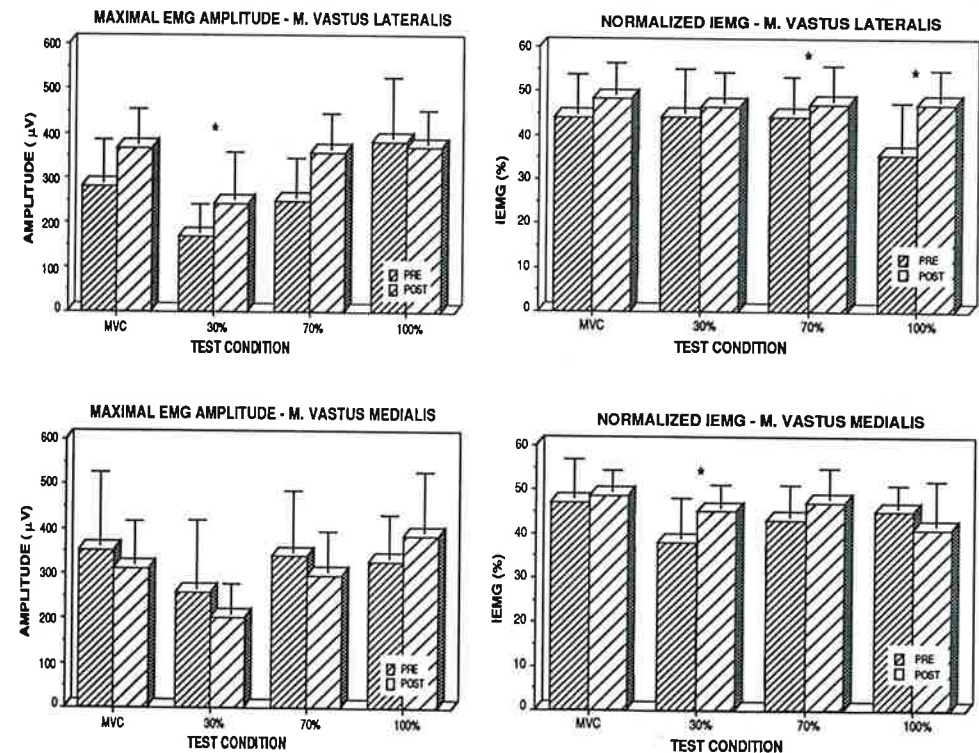 MAXIMAL EMG AMPLITUDE - M. VASTUS LATERALIS
AMPLITUDE (µV)
600
500
400
300
200
100
0
*
PRE
POST
MVC 30% 70% 100%
TEST CONDITION
NORMALIZED IEMG - M. VASTUS LATERALIS
IEMG (%)
60
50
40
30
20
10
0
* *
PRE
POST
MVC 30% 70% 100%
TEST CONDITION
MAXIMAL EMG AMPLITUDE - M. VASTUS MEDIALIS
AMPLITUDE (µV)
600
500
400
300
200
100
0
PRE
POST
MVC 30% 70% 100%
TEST CONDITION
NORMALIZED IEMG - M. VASTUS MEDIALIS
IEMG (%)
60
50
40
30
20
10
0
*
PRE
POST
MVC 30% 70% 100%
TEST CONDITION